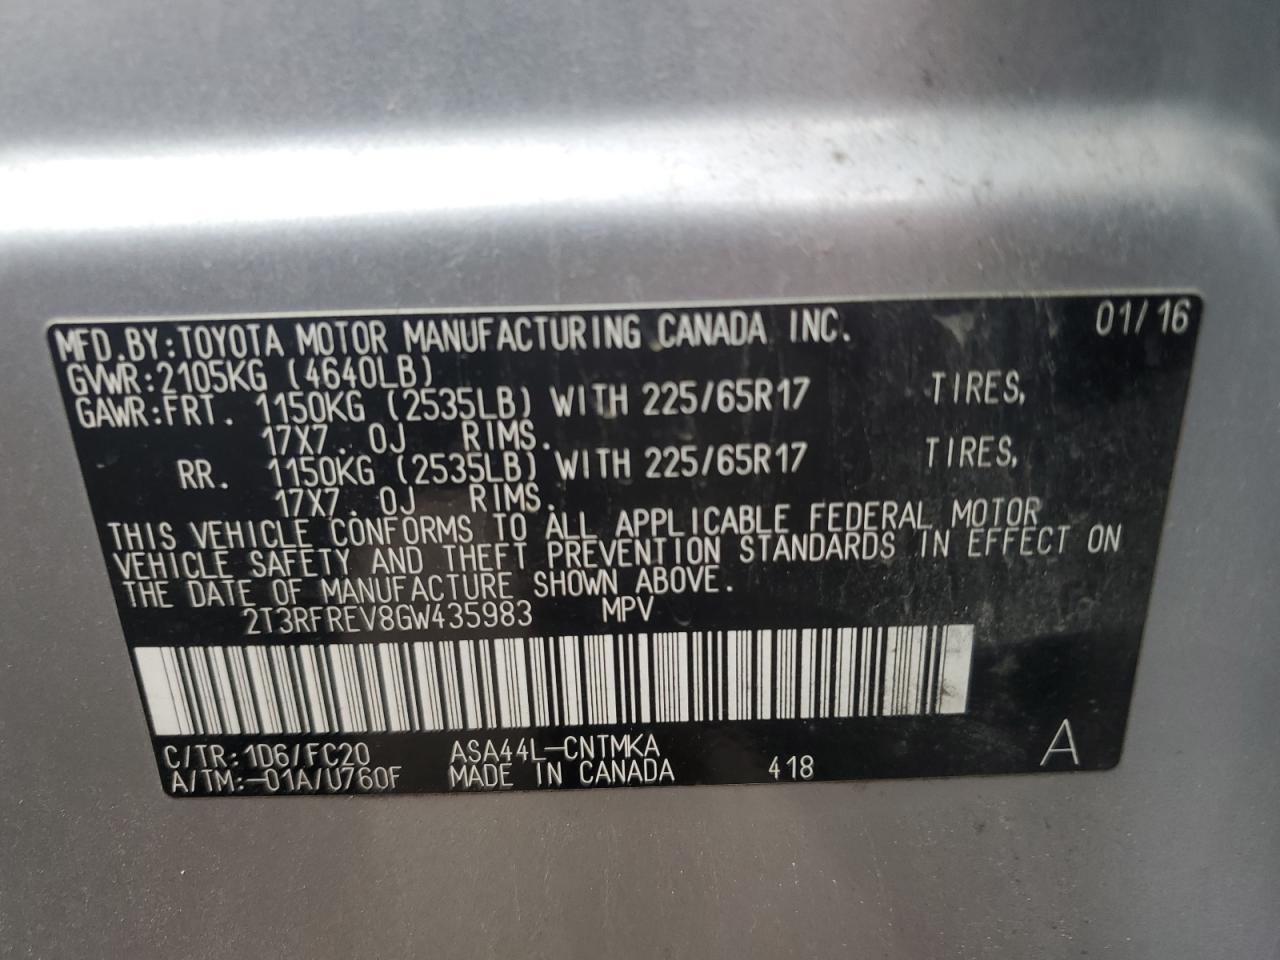 MFD.BY:TOYOTA MOTOR MANUFACTURING CANADA INC. 01/16
GVWR:2105KG (4640LB)
GAWR:FRT. 1150KG (2535LB) WITH 225/65R17 TIRES,
17X7.0J RIMS.
RR. 1150KG (2535LB) WITH 225/65R17 TIRES,
17X7.0J RIMS.
THIS VEHICLE CONFORMS TO ALL APPLICABLE FEDERAL MOTOR
VEHICLE SAFETY AND THEFT PREVENTION STANDARDS IN EFFECT ON
THE DATE OF MANUFACTURE SHOWN ABOVE.
2T3RFREV8GW435983 MPV
C/TR:1D6/FC20 ASA44L-CNTMKA A
A/TM:-01A/U760F MADE IN CANADA 418